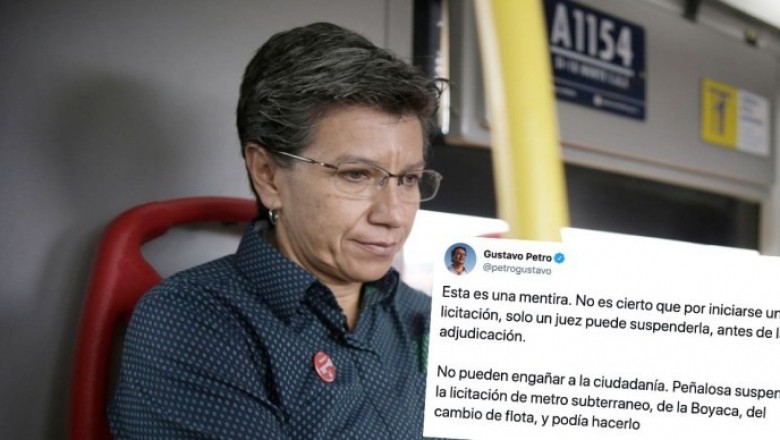 A1154
Gustavo Petro
@petrogustavo
Esta es una mentira. No es cierto que por iniciarse un
licitación, solo un juez puede suspenderla, antes de l
adjudicación.
No pueden engañar a la ciudadanía. Peñalosa suspen
la licitación de metro subterraneo, de la Boyaca, del
cambio de flota, y podía hacerlo